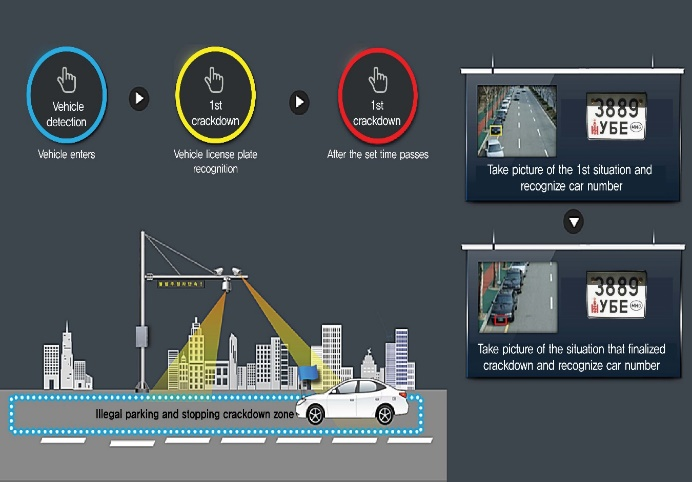 Vehicle
detection
Vehicle enters
1st
crackdown
Vehicle license plate
recognition
1st
crackdown
After the set time passes
3889
УБЕ
Take picture of the 1st situation and
recognize car number
3889
УБЕ
Take picture of the situation that finalized
crackdown and recognize car number
Illegal parking and stopping crackdown zone